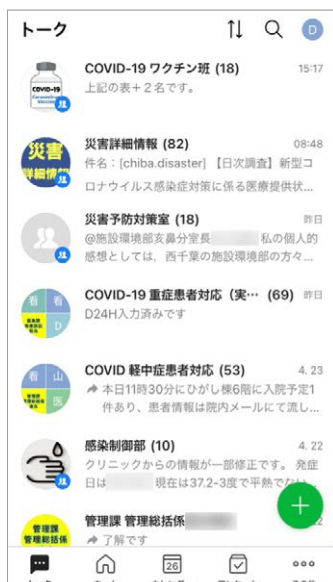 トーク
D
COVID-19 ワクチン班 (18)
15:17
上記の表+２名です。
COVID-19
災害詳細情報 (82)
08:48
件名：[chiba.disaster] 【日次調査】新型コ
ロナウイルス感染症対策に係る医療提供状...
災害
詳細情報
災害予防対策室 (18)
昨日
@施設環境部亥鼻分室長 私の個人的
感想としては、西千葉の施設環境部の方々...
COVID-19 重症患者対応（実… (69)
昨日
D24H入力済みです
看 看
D
COVID 軽中症患者対応 (53)
4. 23
本日11時30分にひがし棟6階に入院予定1
件あり、患者情報は院内メールにて流し...
看 山
医
感染制御部 (10)
4. 22
クリニックからの情報が一部修正です。 発症
日は 現在は37.2-3度で平熱でない...
管理課 管理総括係
了解です
管理課
管理総括係
26